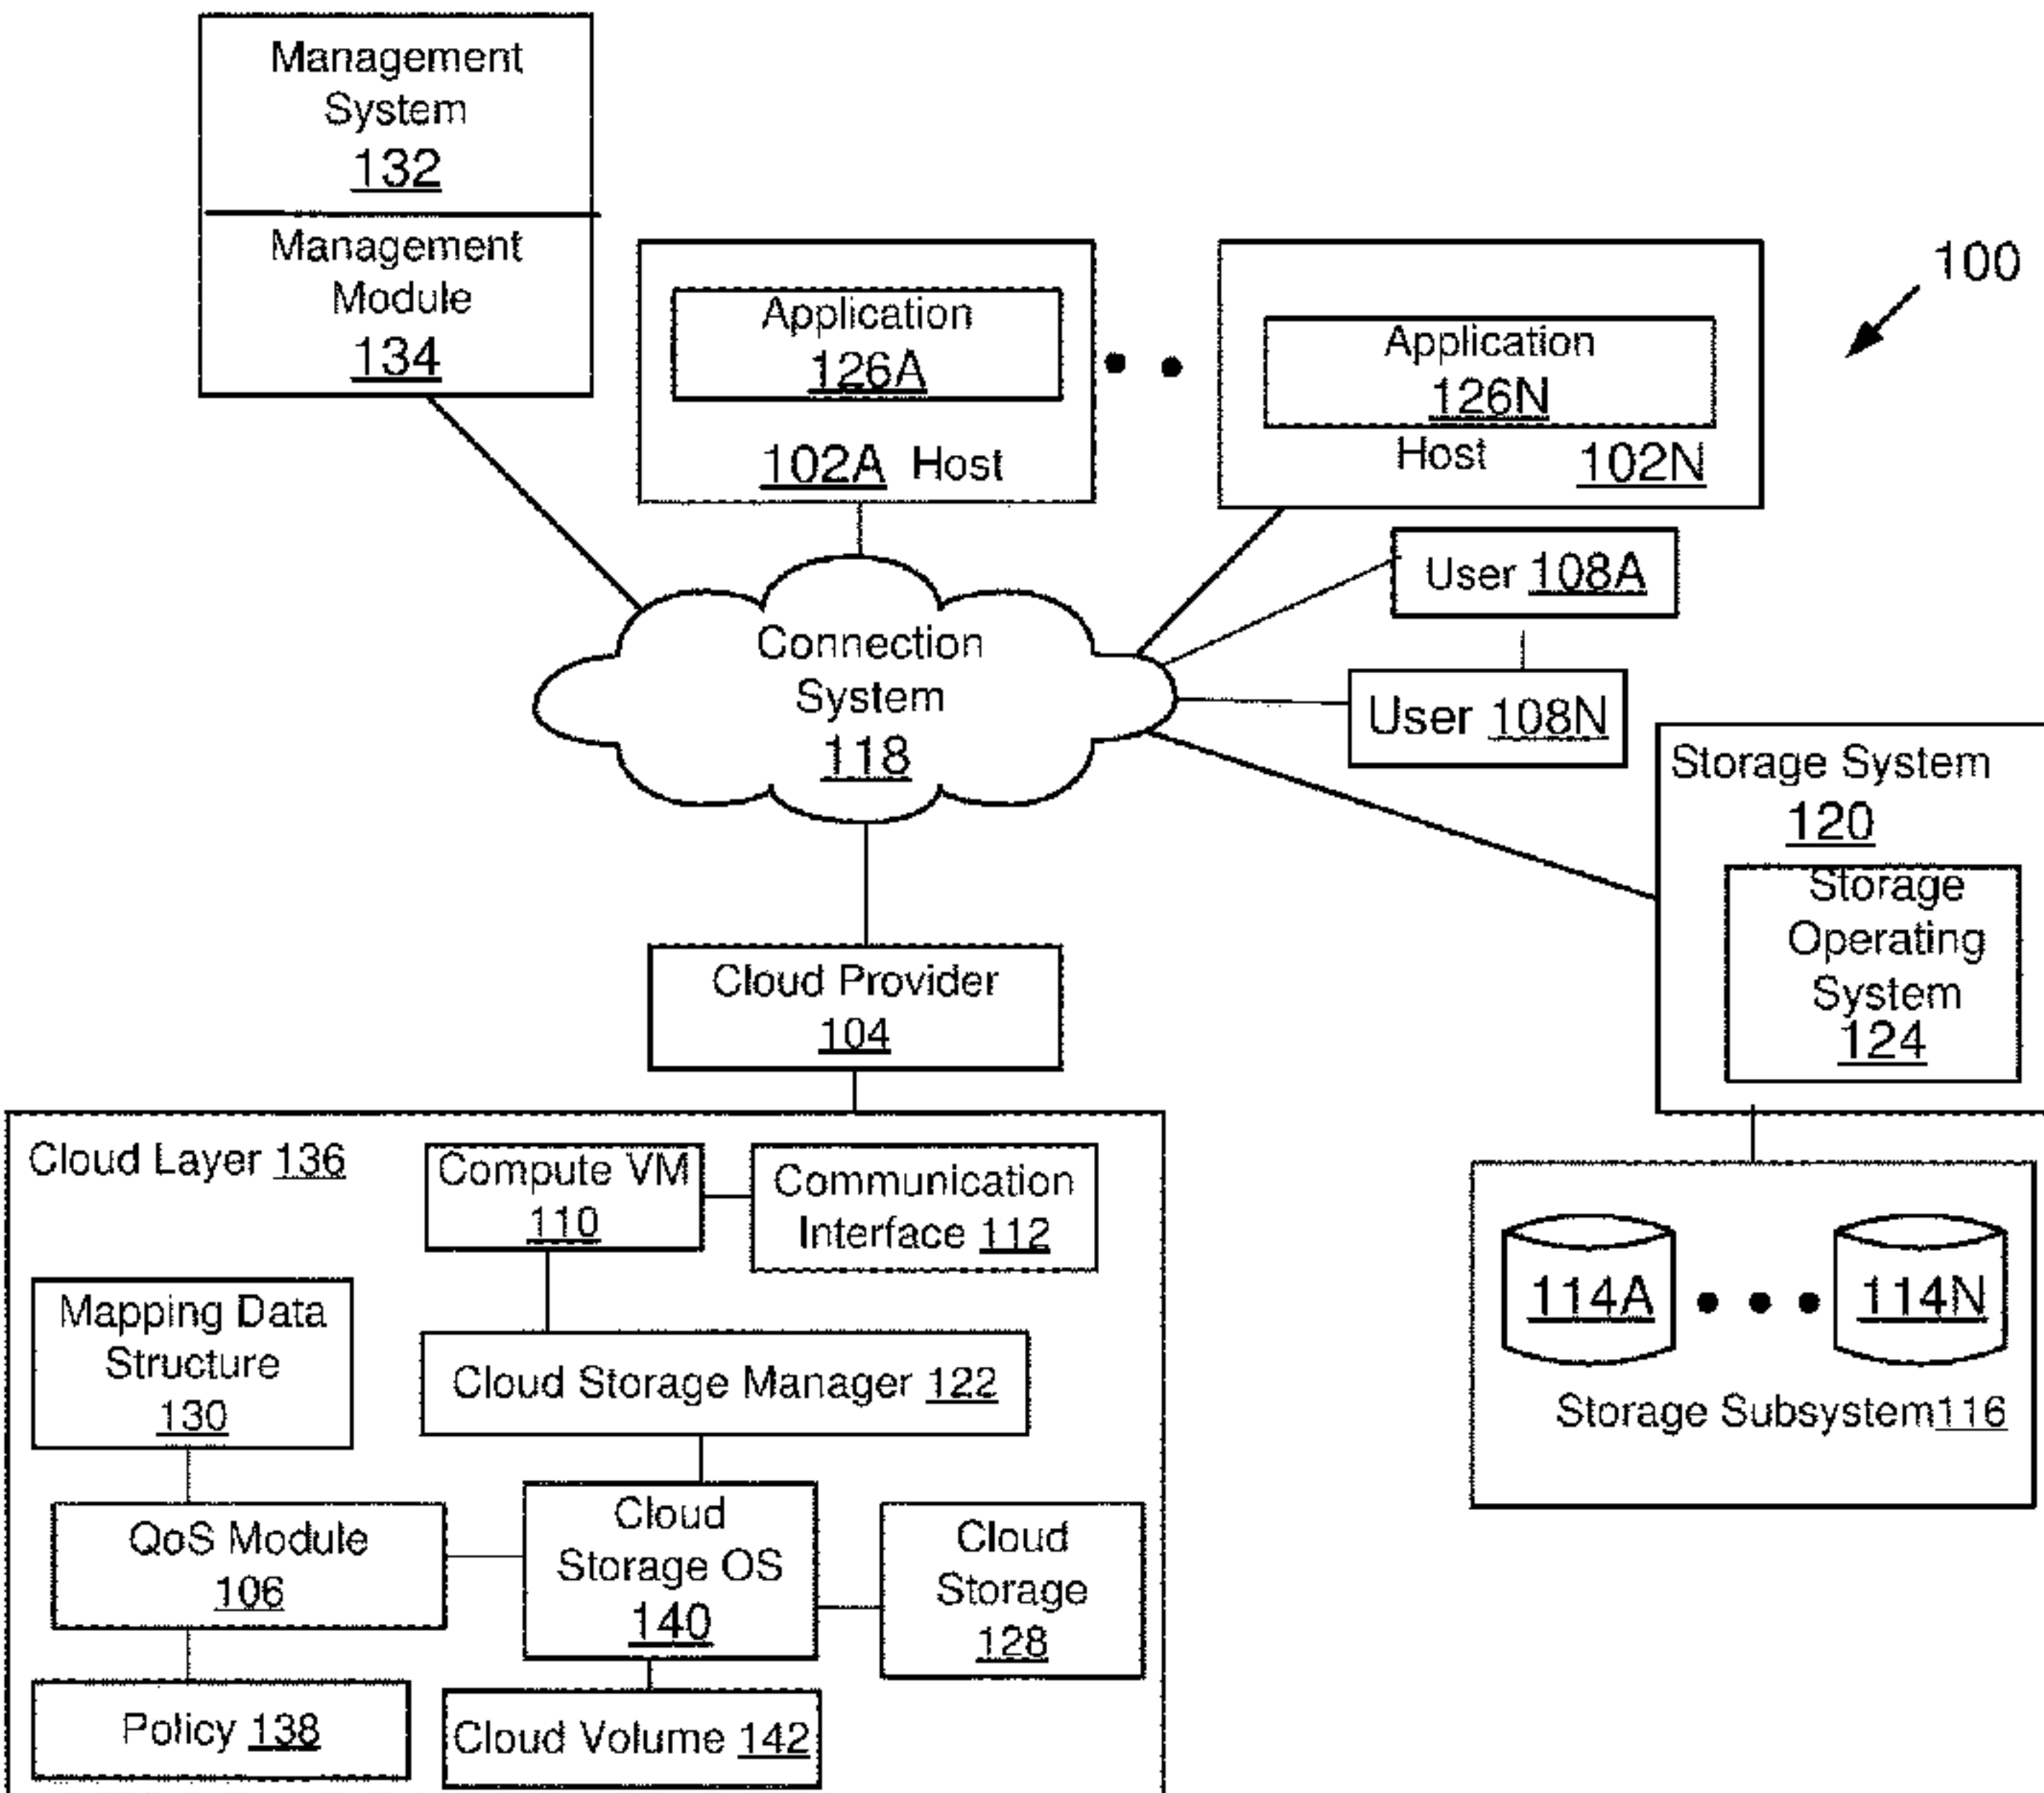 Management
System
132
Management
Module
134
Application
126A
102A Host
Application
126N
Host 102N
100
User 108A
User 108N
Connection
System
118
Storage System
120
Storage
Operating
System
124
Cloud Provider
104
Cloud Layer 136
Compute VM
110
Communication
Interface 112
Mapping Data
Structure
130
Cloud Storage Manager 122
QoS Module
106
Cloud
Storage OS
140
Cloud
Storage
128
Policy 138
Cloud Volume 142
114A
114N
Storage Subsystem116